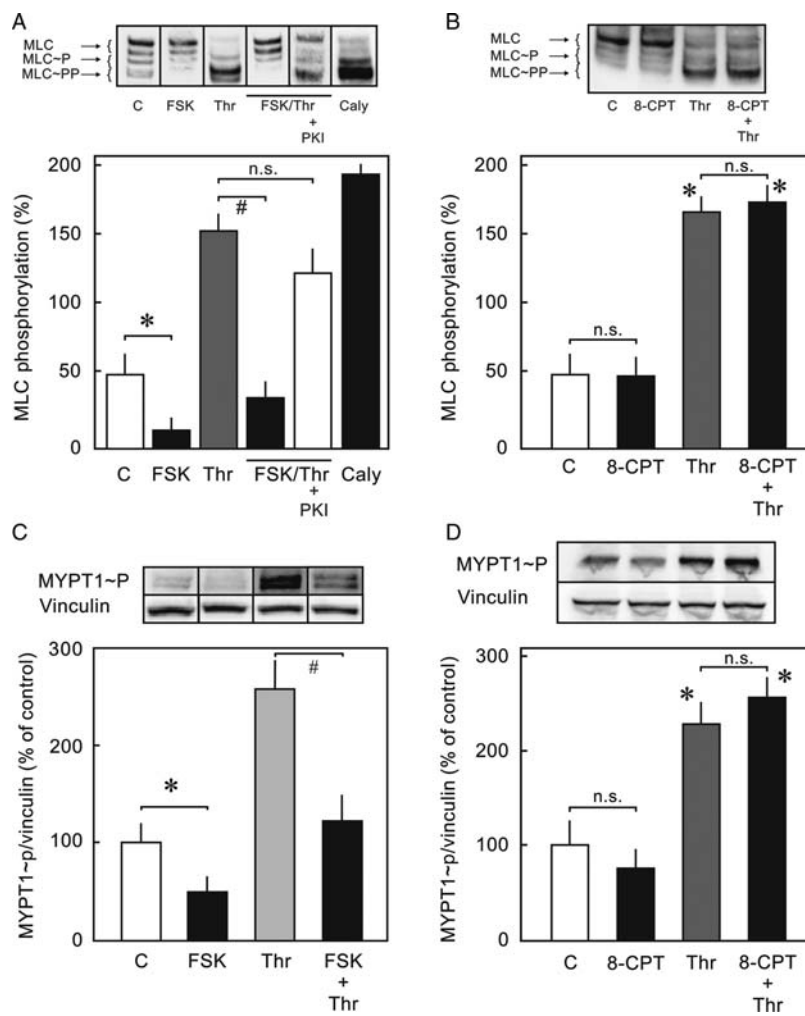 A
MLC
MLC~P
MLC~PP
C FSK Thr FSK/Thr Caly
+
PKI
MLC phosphorylation (%)
200
150
100
50
0
*
#
n.s.
C FSK Thr FSK/Thr Caly
+
PKI
B
MLC
MLC~P
MLC~PP
C 8-CPT Thr 8-CPT
+
Thr
MLC phosphorylation (%)
200
150
100
50
0
n.s.
* n.s. *
C 8-CPT Thr 8-CPT
+
Thr
C
MYPT1~P
Vinculin
MYPT1~p/vinculin (% of control)
300
200
100
0
*
#
C FSK Thr FSK
+
Thr
D
MYPT1~P
Vinculin
MYPT1~p/vinculin (% of control)
300
200
100
0
n.s.
* n.s. *
C 8-CPT Thr 8-CPT
+
Thr